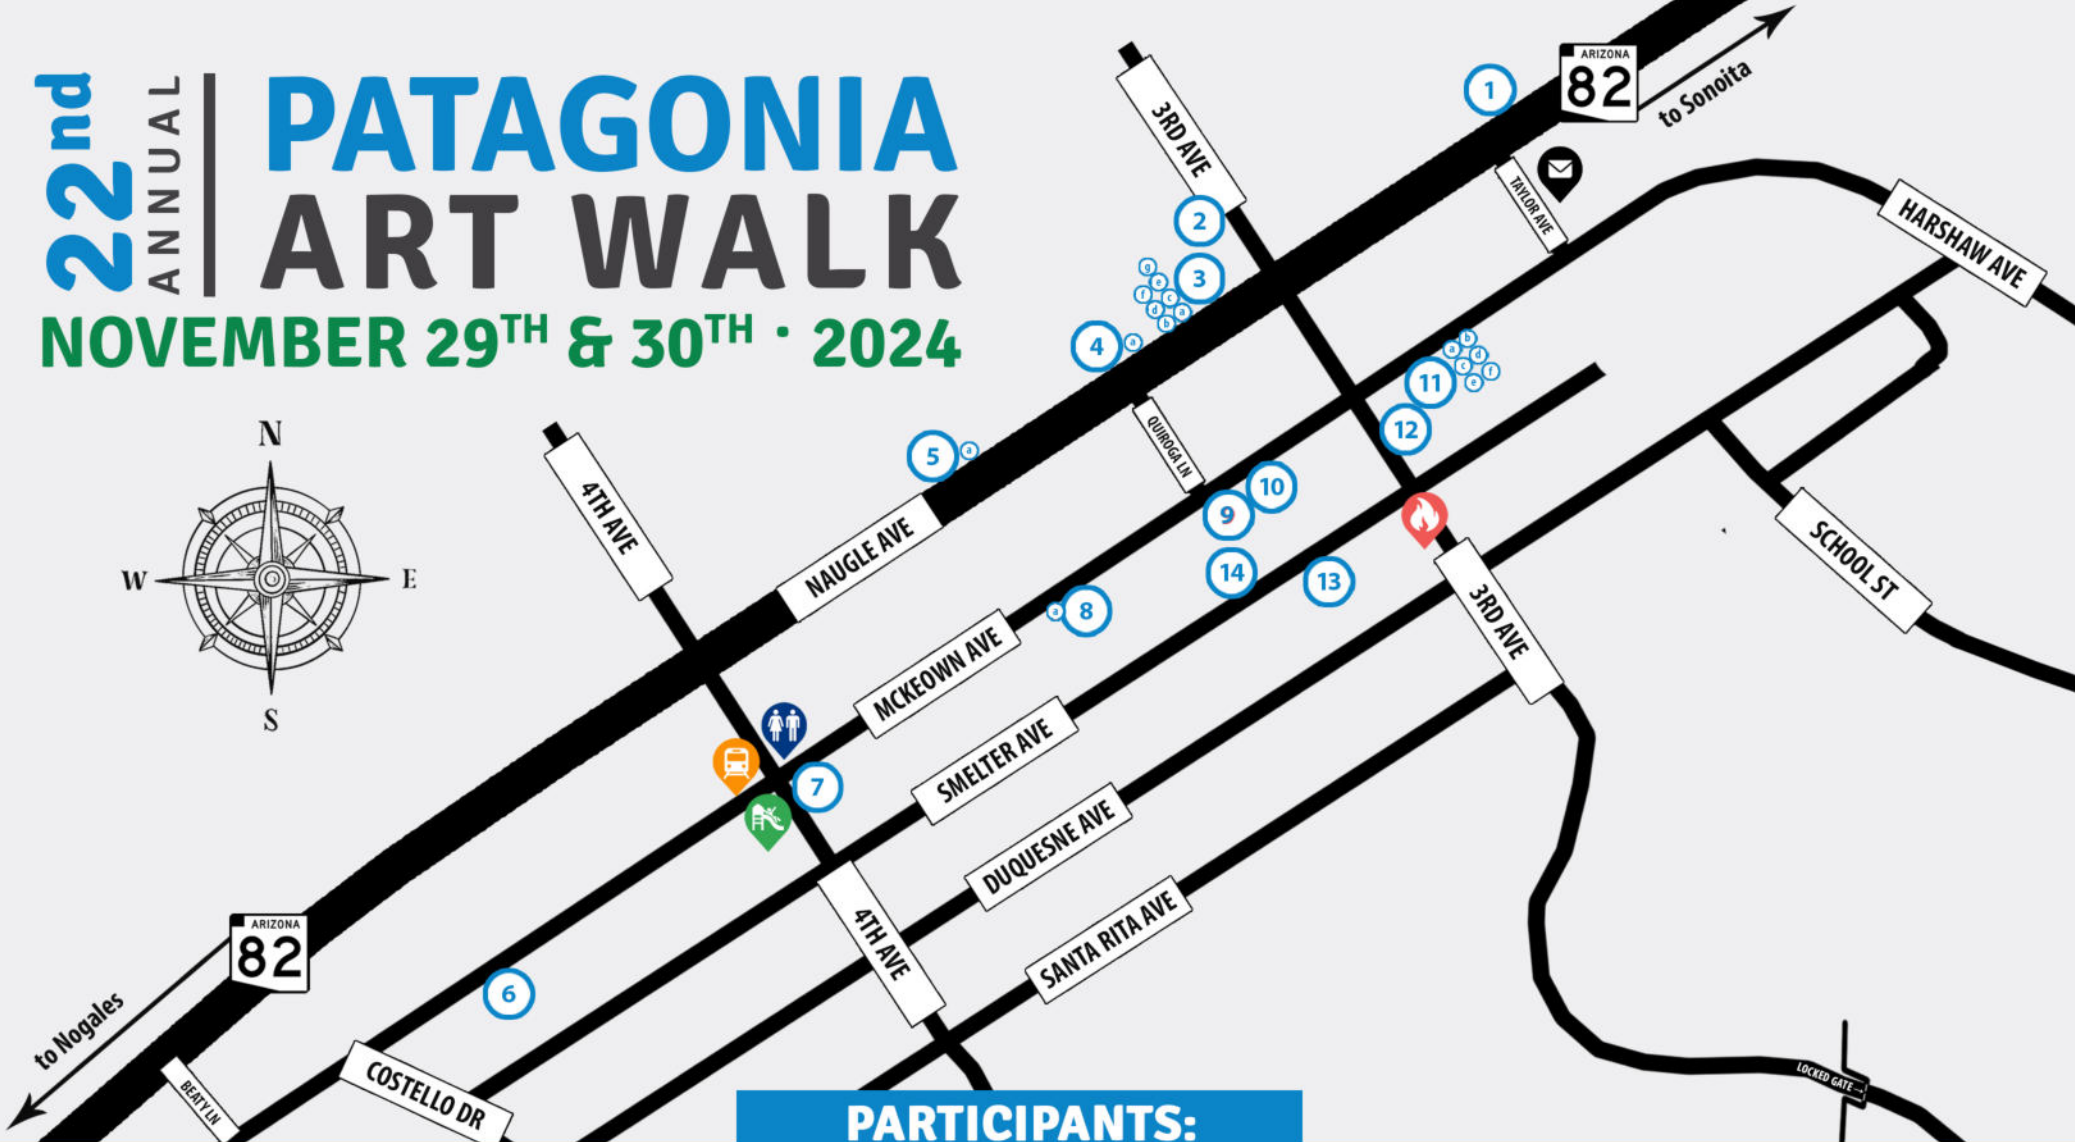 22nd
ANNUAL
PATAGONIA
ART WALK
NOVEMBER 29TH & 30TH · 2024
N
W
E
S
ARIZONA
82
to Sonoita
1
3RD AVE
TAYLOR AVE
HARSHAW AVE
2
3
g
e
f
c
d
a
b
4
a
5
a
QUIROGA LN
b
a
d
c
f
e
11
12
4TH AVE
NAUGLE AVE
10
9
14
13
3RD AVE
SCHOOL ST
a
8
MCKEOWN AVE
SMELTER AVE
7
DUQUESNE AVE
4TH AVE
SANTA RITA AVE
ARIZONA
82
to Nogales
6
BEATY LN
COSTELLO DR
LOCKED GATE→
PARTICIPANTS: